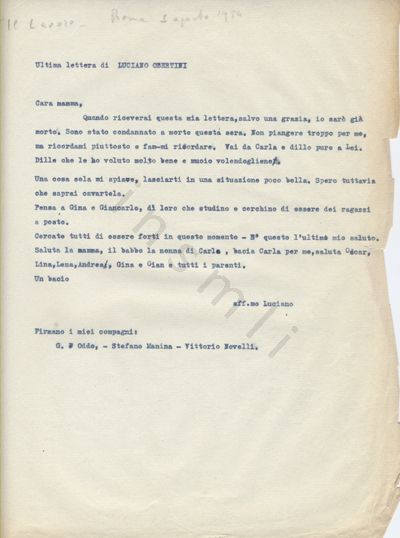 Il Lavoro - Roma 1 agosto 1954
Ultima lettera di LUCIANO OBERTINI
Cara mamma,
Quando riceverai questa mia lettera,salvo una grazia, io sarò già
morto. Sono stato condannato a morte questa sera. Non piangere troppo per me,
ma ricordami piuttosto e fam-mi ricordare. Vai da Carla e dillo pure a lei.
Dille che le ho voluto molto bene e muoio volendogliene.
Una cosa sola mi spiace, lasciarti in una situazione poco bella. Spero tuttavia
che saprai cavartela.
Pensa a Gina e Giancarlo, di loro che studino e cerchino di essere dei ragazzi
a posto.
Cercate tutti di essere forti in questo momento - E' questo l'ultimo mio saluto.
Saluta la mamma, il babbo la nonna di Carla , bacia Carla per me,saluta Oscar,
Lina,Lena,Andrea, Gina e Gian e tutti i parenti.
Un bacio
aff.mo Luciano
Firmano i miei compagni:
G. Oddo, - Stefano Manina - Vittorio Novelli.
insmli